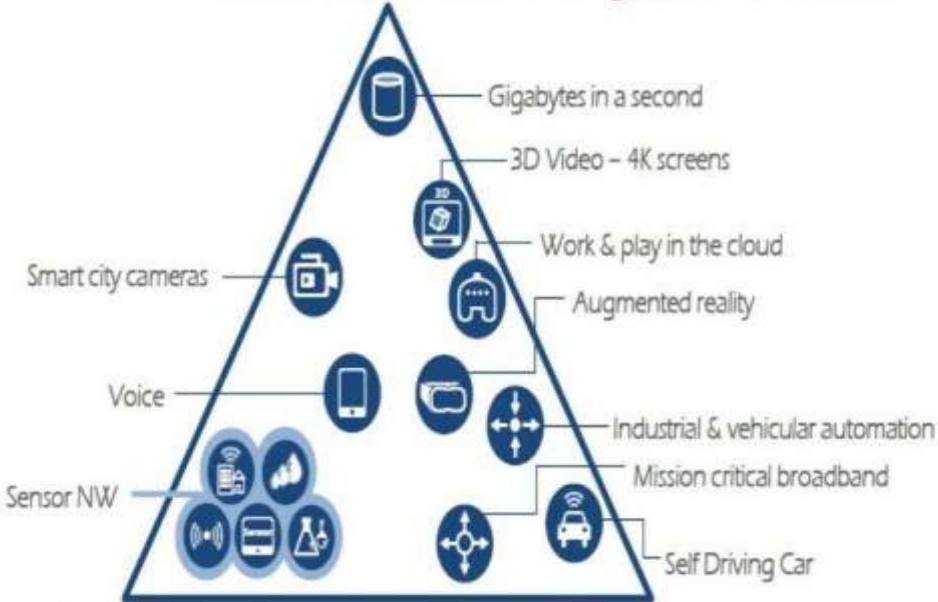 Gigabytes in a second
3D
3D Video – 4K screens
Work & play in the cloud
Smart city cameras
Augmented reality
Voice
Industrial & vehicular automation
Mission critical broadband
Sensor NW
Self Driving Car